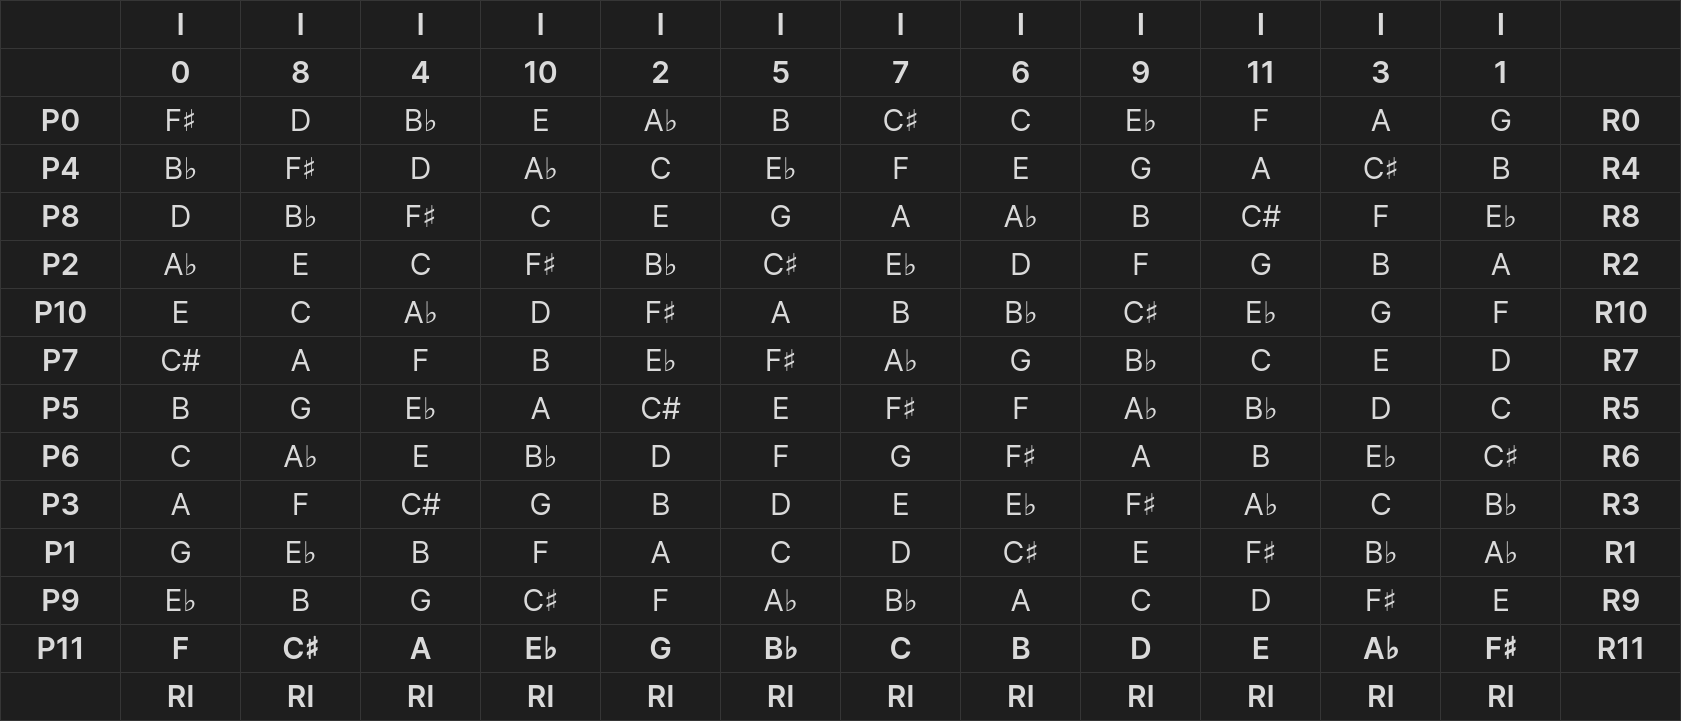 I I I I I I I I I I I I
0 8 4 10 2 5 7 6 9 11 3 1
P0 F♯ D B♭ E A♭ B C♯ C E♭ F A G R0
P4 B♭ F♯ D A♭ C E♭ F E G A C♯ B R4
P8 D B♭ F♯ C E G A A♭ B C# F E♭ R8
P2 A♭ E C F♯ B♭ C♯ E♭ D F G B A R2
P10 E C A♭ D F♯ A B B♭ C♯ E♭ G F R10
P7 C# A F B E♭ F♯ A♭ G B♭ C E D R7
P5 B G E♭ A C# E F♯ F A♭ B♭ D C R5
P6 C A♭ E B♭ D F G F♯ A B E♭ C♯ R6
P3 A F C# G B D E E♭ F♯ A♭ C B♭ R3
P1 G E♭ B F A C D C♯ E F♯ B♭ A♭ R1
P9 E♭ B G C♯ F A♭ B♭ A C D F♯ E R9
P11 F C♯ A E♭ G B♭ C B D E A♭ F♯ R11
RI RI RI RI RI RI RI RI RI RI RI RI